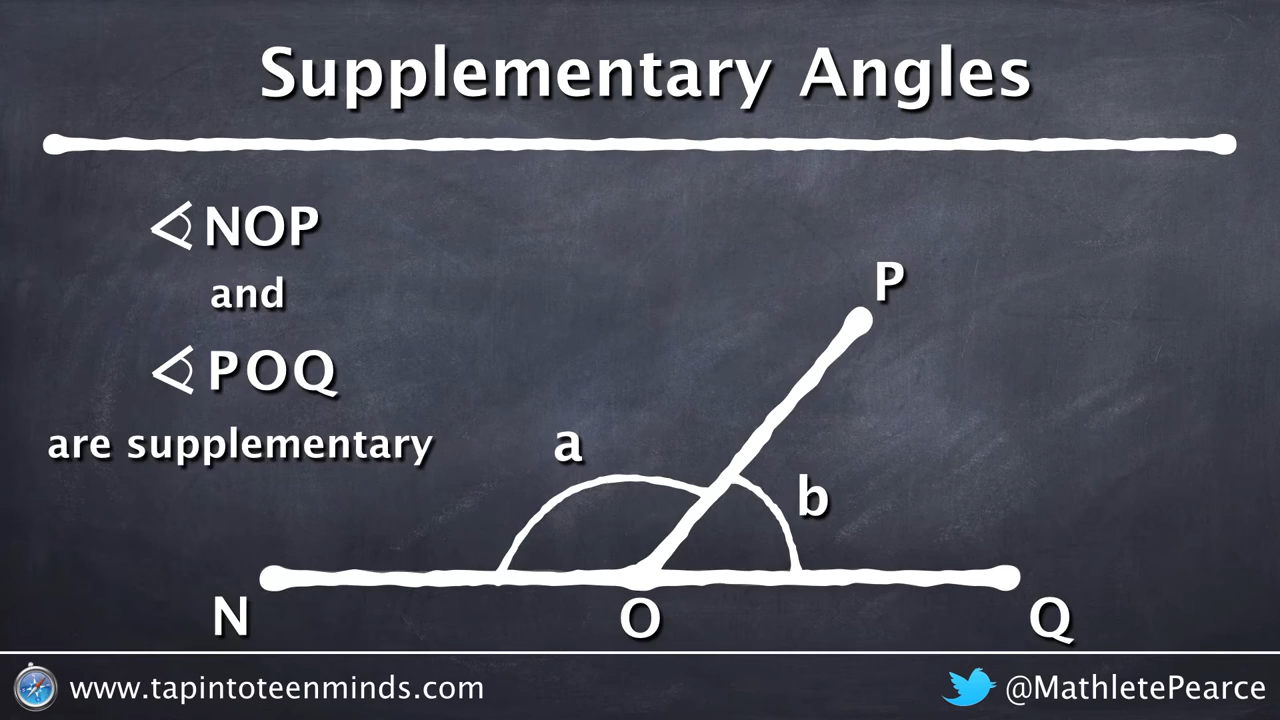 Supplementary Angles
∢ NOP
and
∢ POQ
are supplementary
P
a
b
N
O
Q
www.tapintoteenminds.com
@MathletePearce